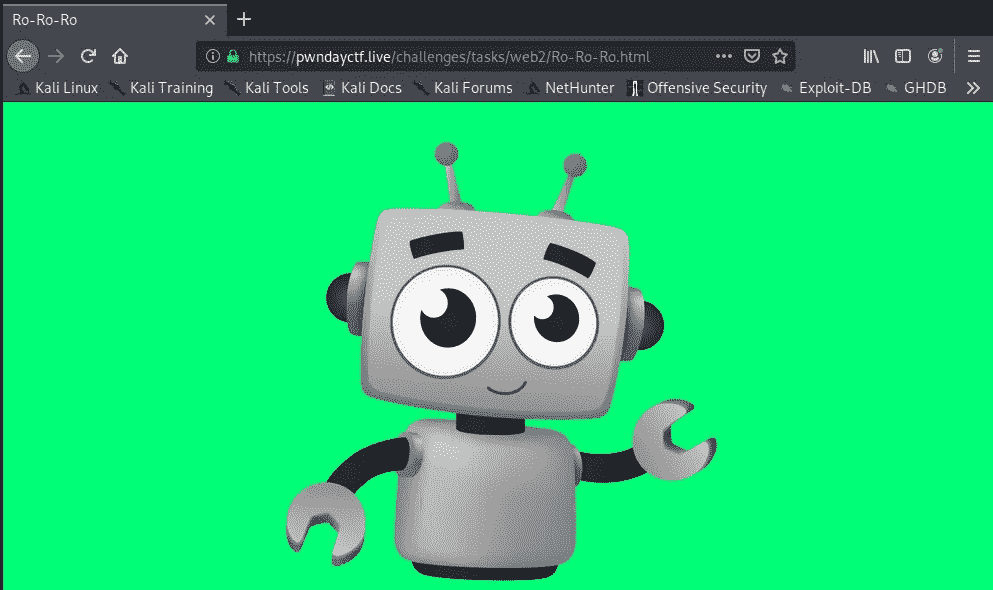 Ro-Ro-Ro
https://pwndayctf.live/challenges/tasks/web2/Ro-Ro-Ro.html
Kali Linux Kali Training Kali Tools Kali Docs Kali Forums NetHunter Offensive Security Exploit-DB GHDB